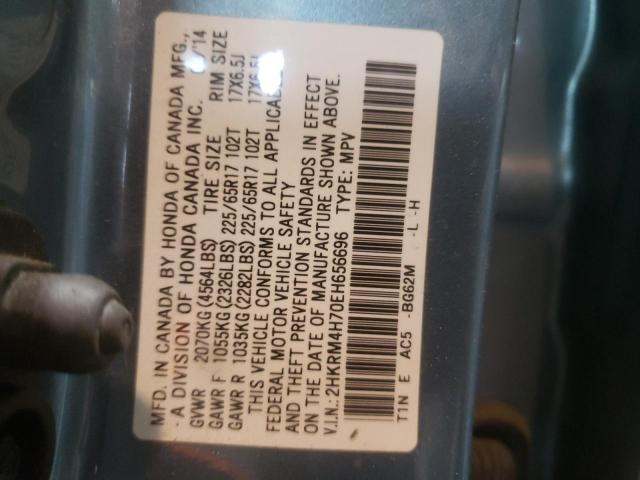 MFD. IN CANADA BY HONDA OF CANADA MFG.,
A DIVISION OF HONDA CANADA INC. /14
GVWR 2070KG (4564LBS) TIRE SIZE RIM SIZE
GAWR F 1055KG (2326LBS) 225/65R17 102T 17X6.5J
GAWR R 1035KG (2282LBS) 225/65R17 102T 17X6.5J
THIS VEHICLE CONFORMS TO ALL APPLICABLE
FEDERAL MOTOR VEHICLE SAFETY
AND THEFT PREVENTION STANDARDS IN EFFECT
ON THE DATE OF MANUFACTURE SHOWN ABOVE.
V.I.N.: 2HKRM4H70EH656696 TYPE: MPV
T1N E AC5 -BG62M -L -H